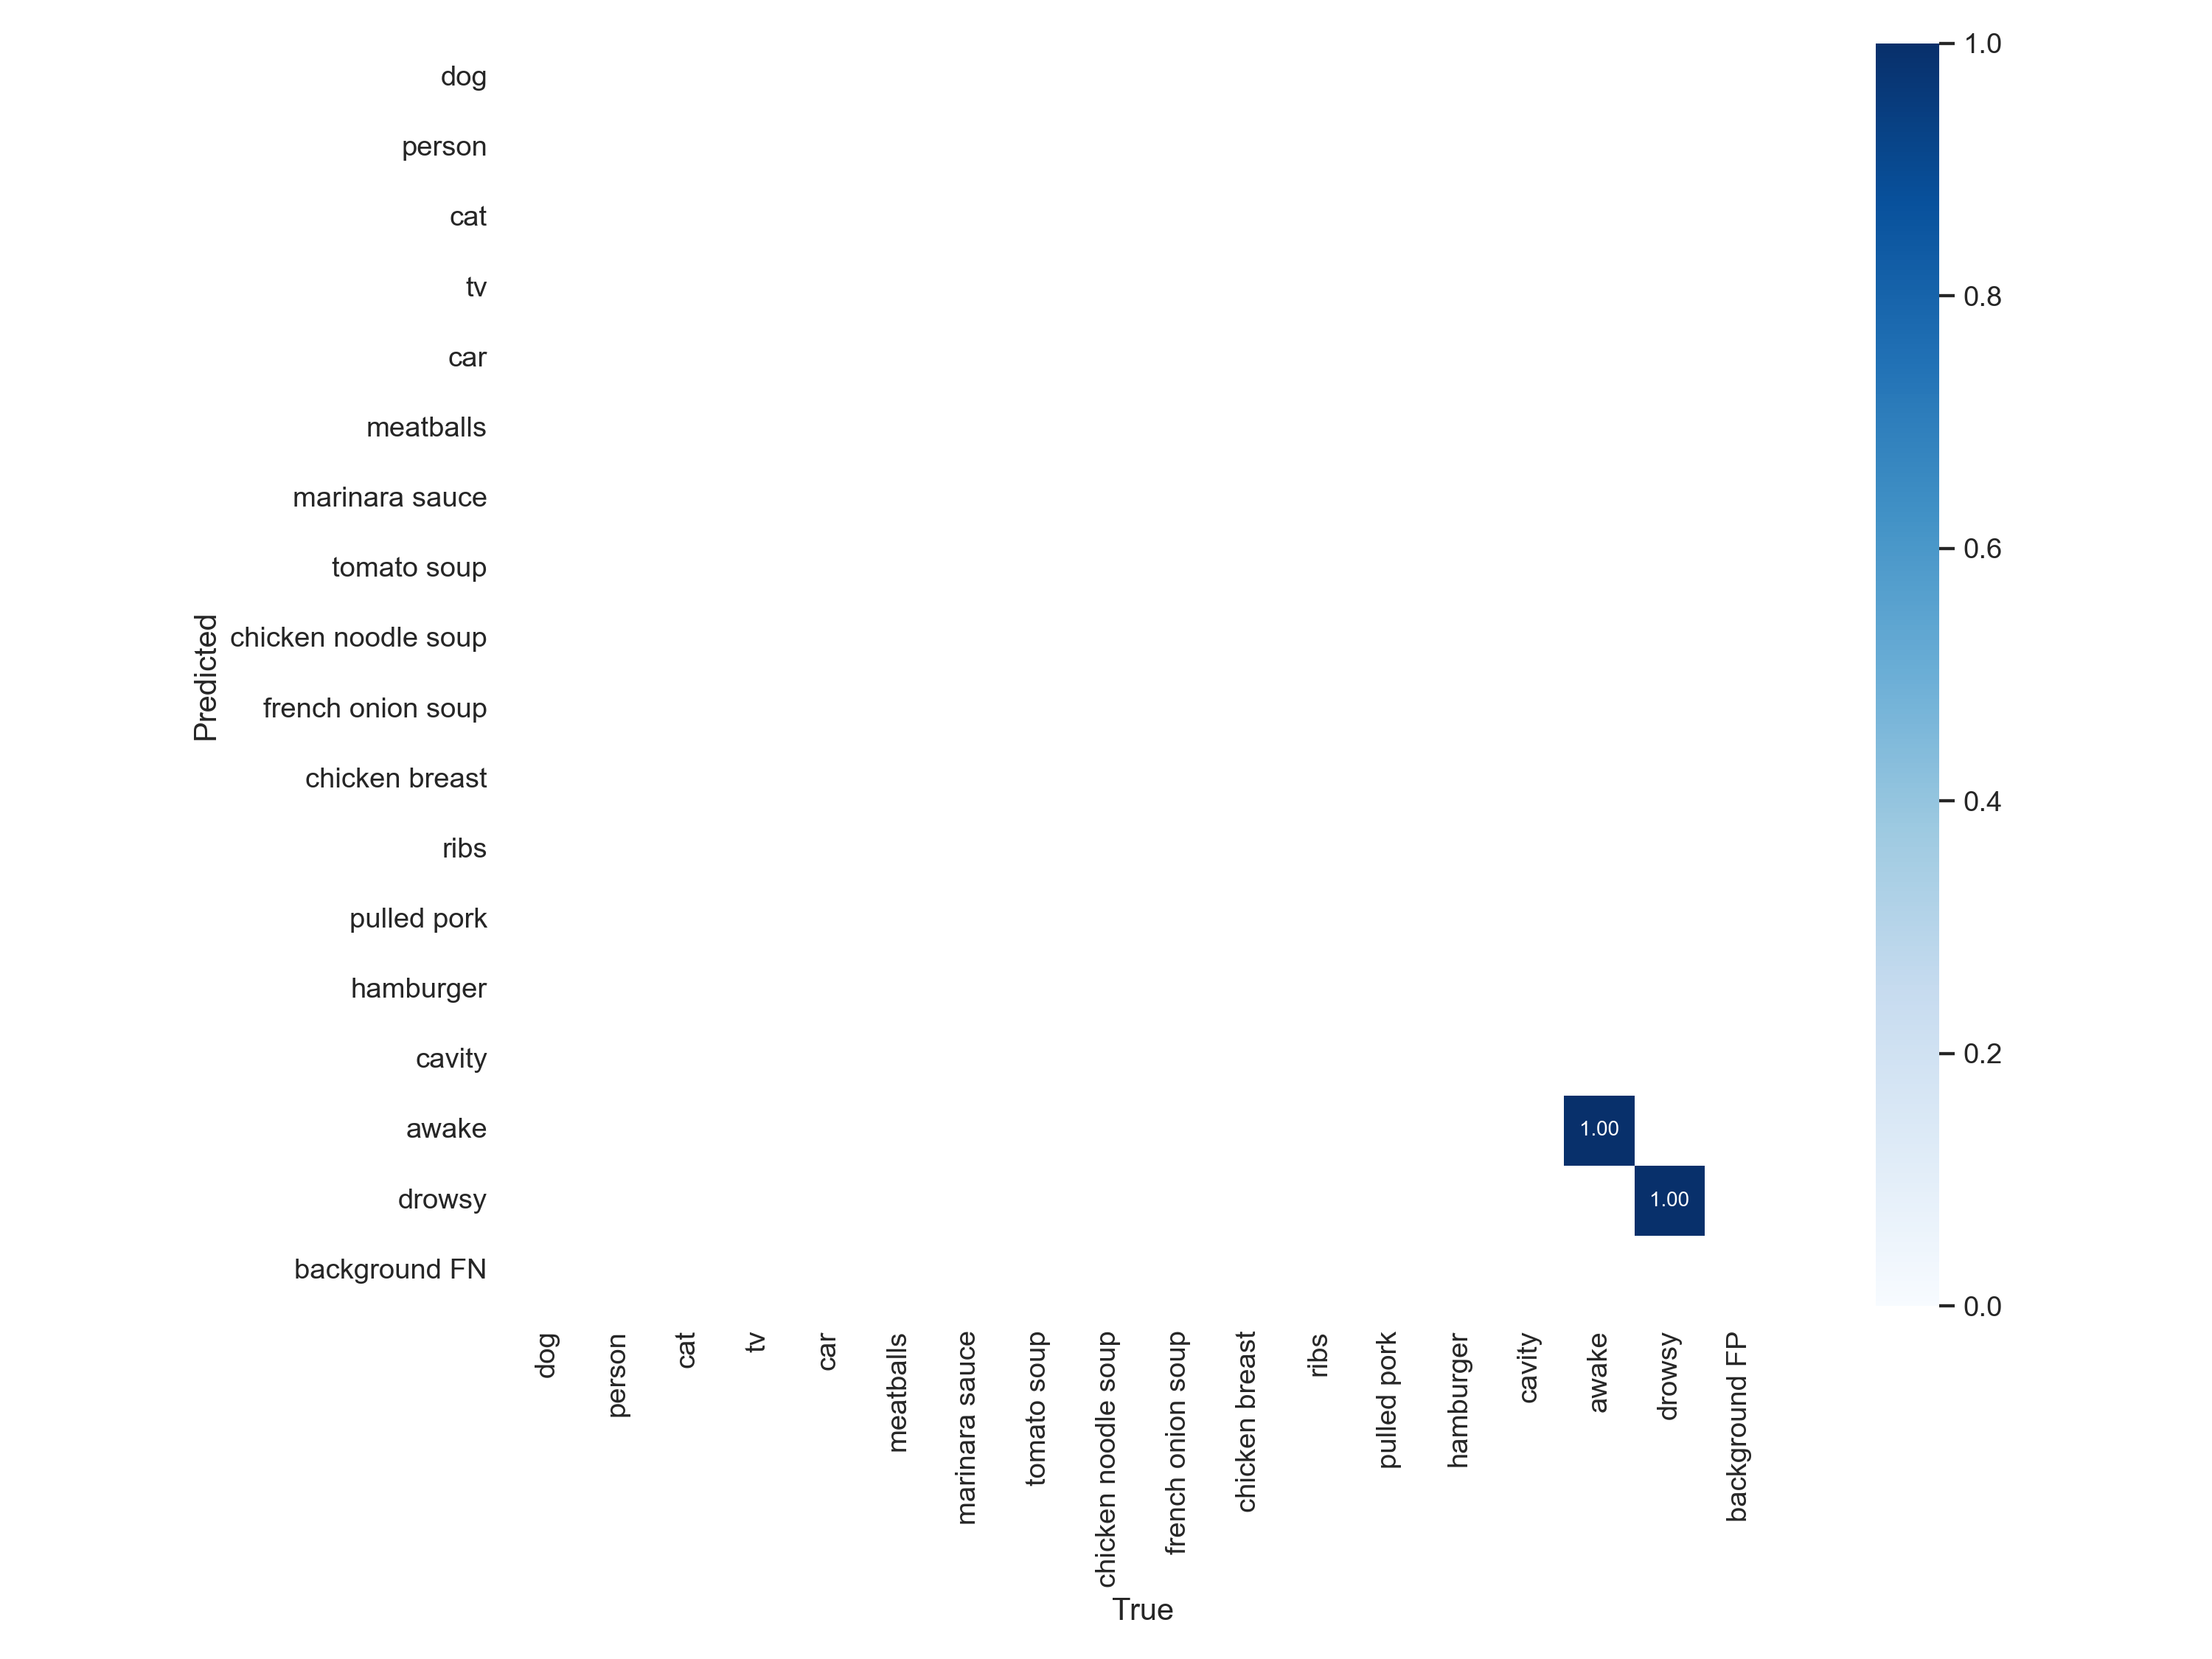 dog
person
cat
tv
car
meatballs
marinara sauce
tomato soup
chicken noodle soup
french onion soup
chicken breast
ribs
pulled pork
hamburger
cavity
awake
drowsy
background FN
Predicted
1.00
1.00
dog
person
cat
tv
car
meatballs
marinara sauce
tomato soup
chicken noodle soup
french onion soup
chicken breast
ribs
pulled pork
hamburger
cavity
awake
drowsy
background FP
True
1.0
0.8
0.6
0.4
0.2
0.0